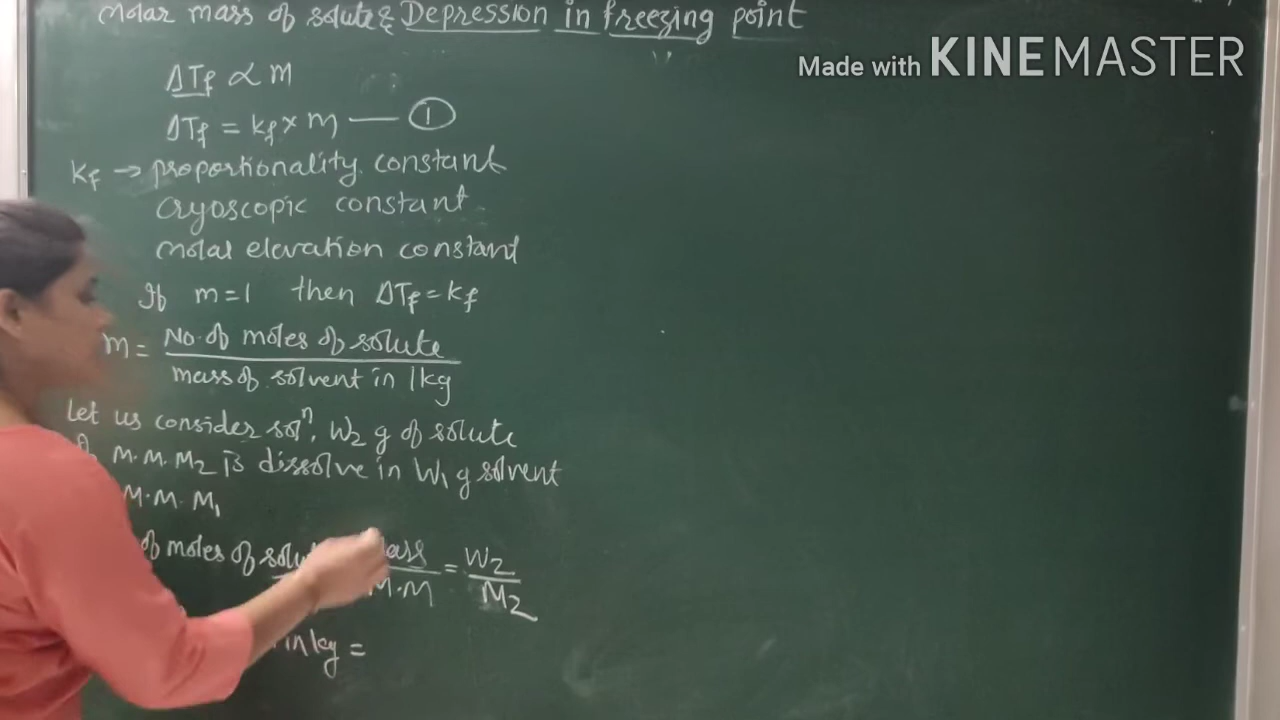 molar mass of solute & Depression in freezing point
Made with KINEMASTER
ΔTf ∝ m
ΔTf = kf × m — ①
Kf → proportionality constant
cryoscopic constant
molal elevation constant
If m=1 then ΔTf = kf
m = No. of moles of solute
mass of solvent in 1kg
Let us consider solⁿ, W2 g of solute
M.M. M2 is dissolve in W1 g solvent
M.M. M1
of moles of = W2
M.M M2
in kg =